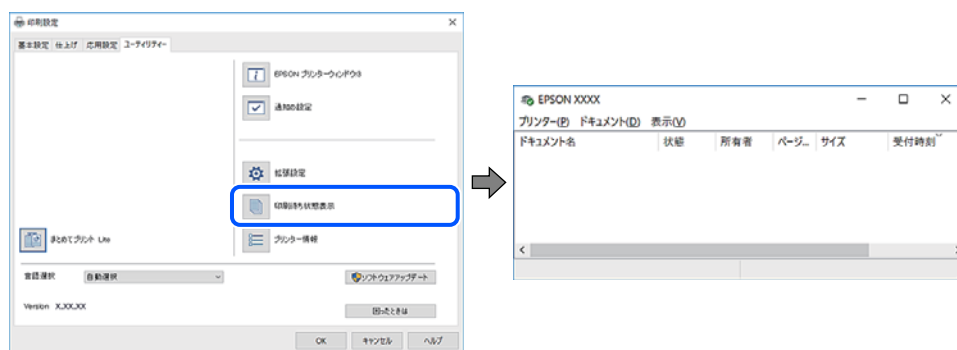 印刷設定
基本設定 仕上げ 応用設定 ユーティリティー
EPSON プリンターウィンドウ3
通知の設定
拡張設定
印刷待ち状態表示
まとめてプリント Lite
プリンター情報
言語選択 自動選択
ソフトウェアアップデート
Version X.XX.XX
困ったときは
OK キャンセル ヘルプ
EPSON XXXX
プリンター(P) ドキュメント(D) 表示(V)
ドキュメント名 状態 所有者 ページ... サイズ 受付時刻